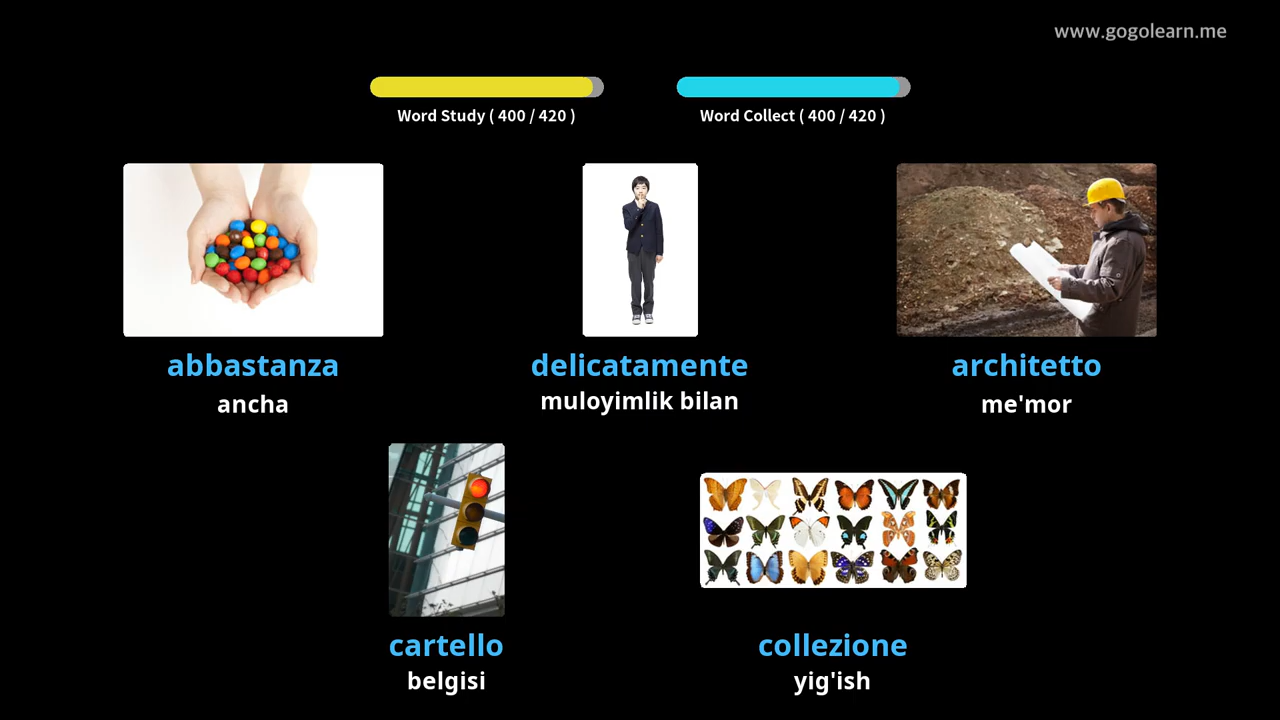 www.gogolearn.me
Word Study ( 400 / 420 )
Word Collect ( 400 / 420 )
abbastanza
ancha
delicatamente
muloyimlik bilan
architetto
me'mor
cartello
belgisi
collezione
yig'ish